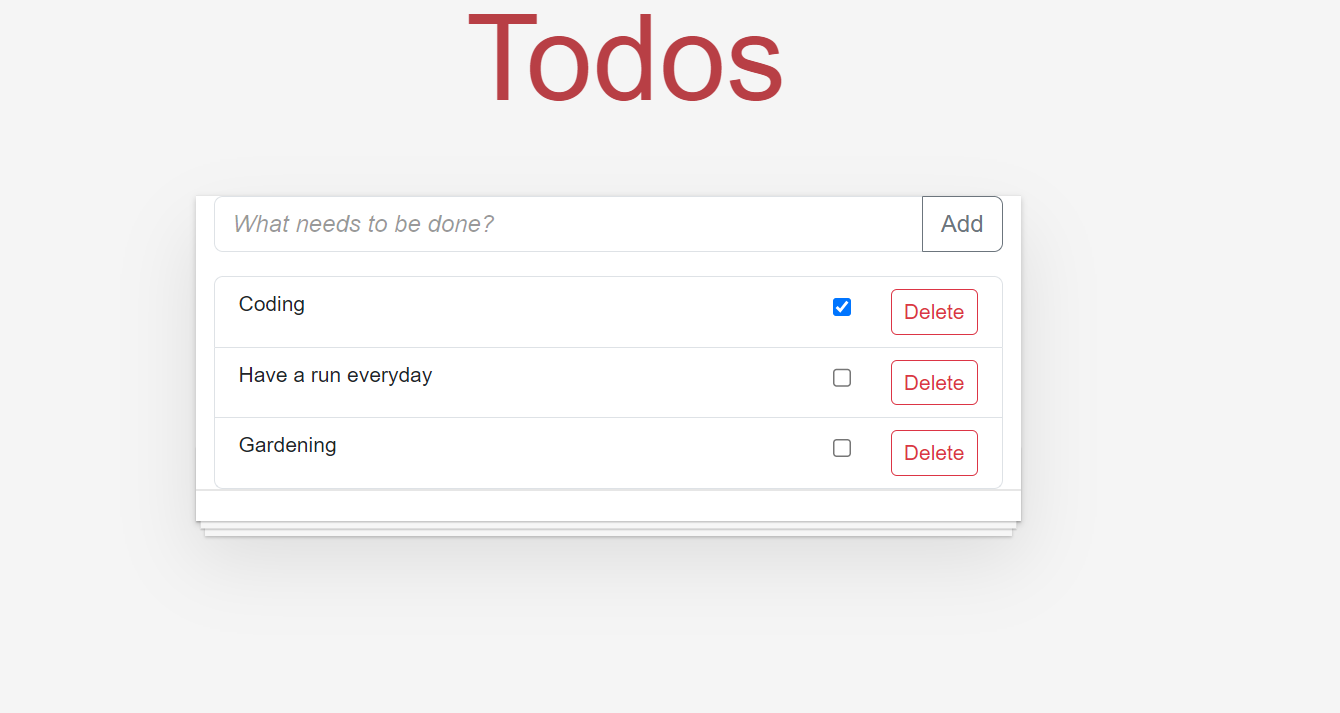 Todos
What needs to be done? Add
Coding Delete
Have a run everyday Delete
Gardening Delete